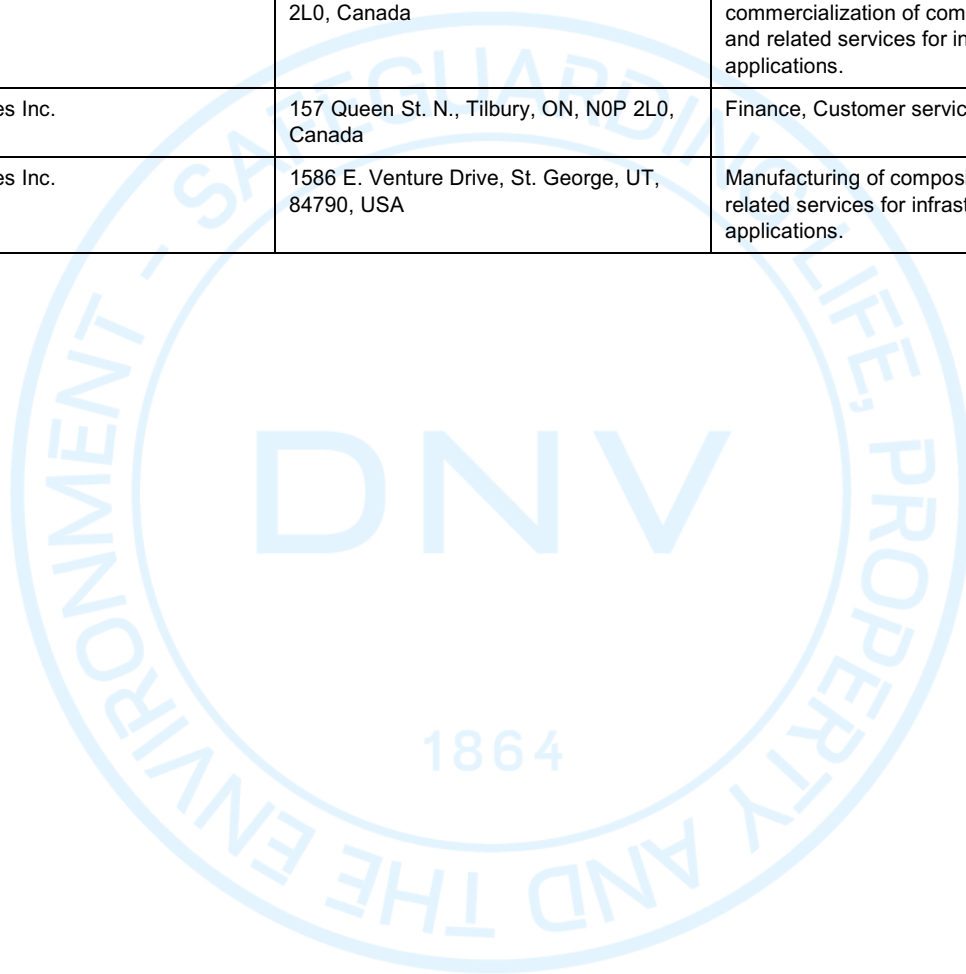 2L0, Canada
commercialization of com
and related services for in
applications.
es Inc.
157 Queen St. N., Tilbury, ON, N0P 2L0,
Canada
Finance, Customer servic
es Inc.
1586 E. Venture Drive, St. George, UT,
84790, USA
Manufacturing of composi
related services for infrast
applications.
SAFEGUARDING LIFE, PROPERTY AND THE ENVIRONMENT -
DNV
1864